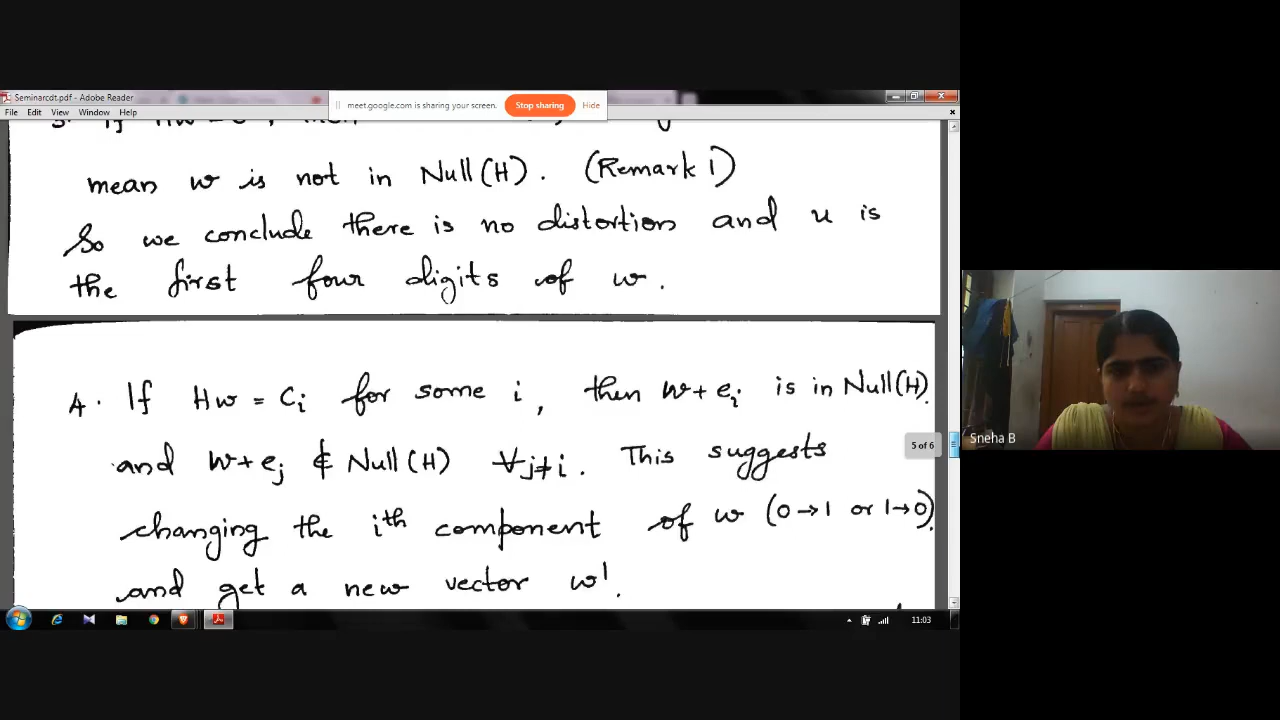 Seminarcdt.pdf - Adobe Reader
meet.google.com is sharing your screen. Stop sharing Hide
File Edit View Window Help
mean w is not in Null(H). (Remark 1)
So we conclude there is no distortion and u is
the first four digits of w.
4. If Hw = Ci for some i, then w+ei is in Null(H).
and w+ej ∉ Null(H) ∀j≠i. This suggests
changing the ith component of w (0→1 or 1→0).
and get a new vector w'.
5 of 6
Sneha B
11:03